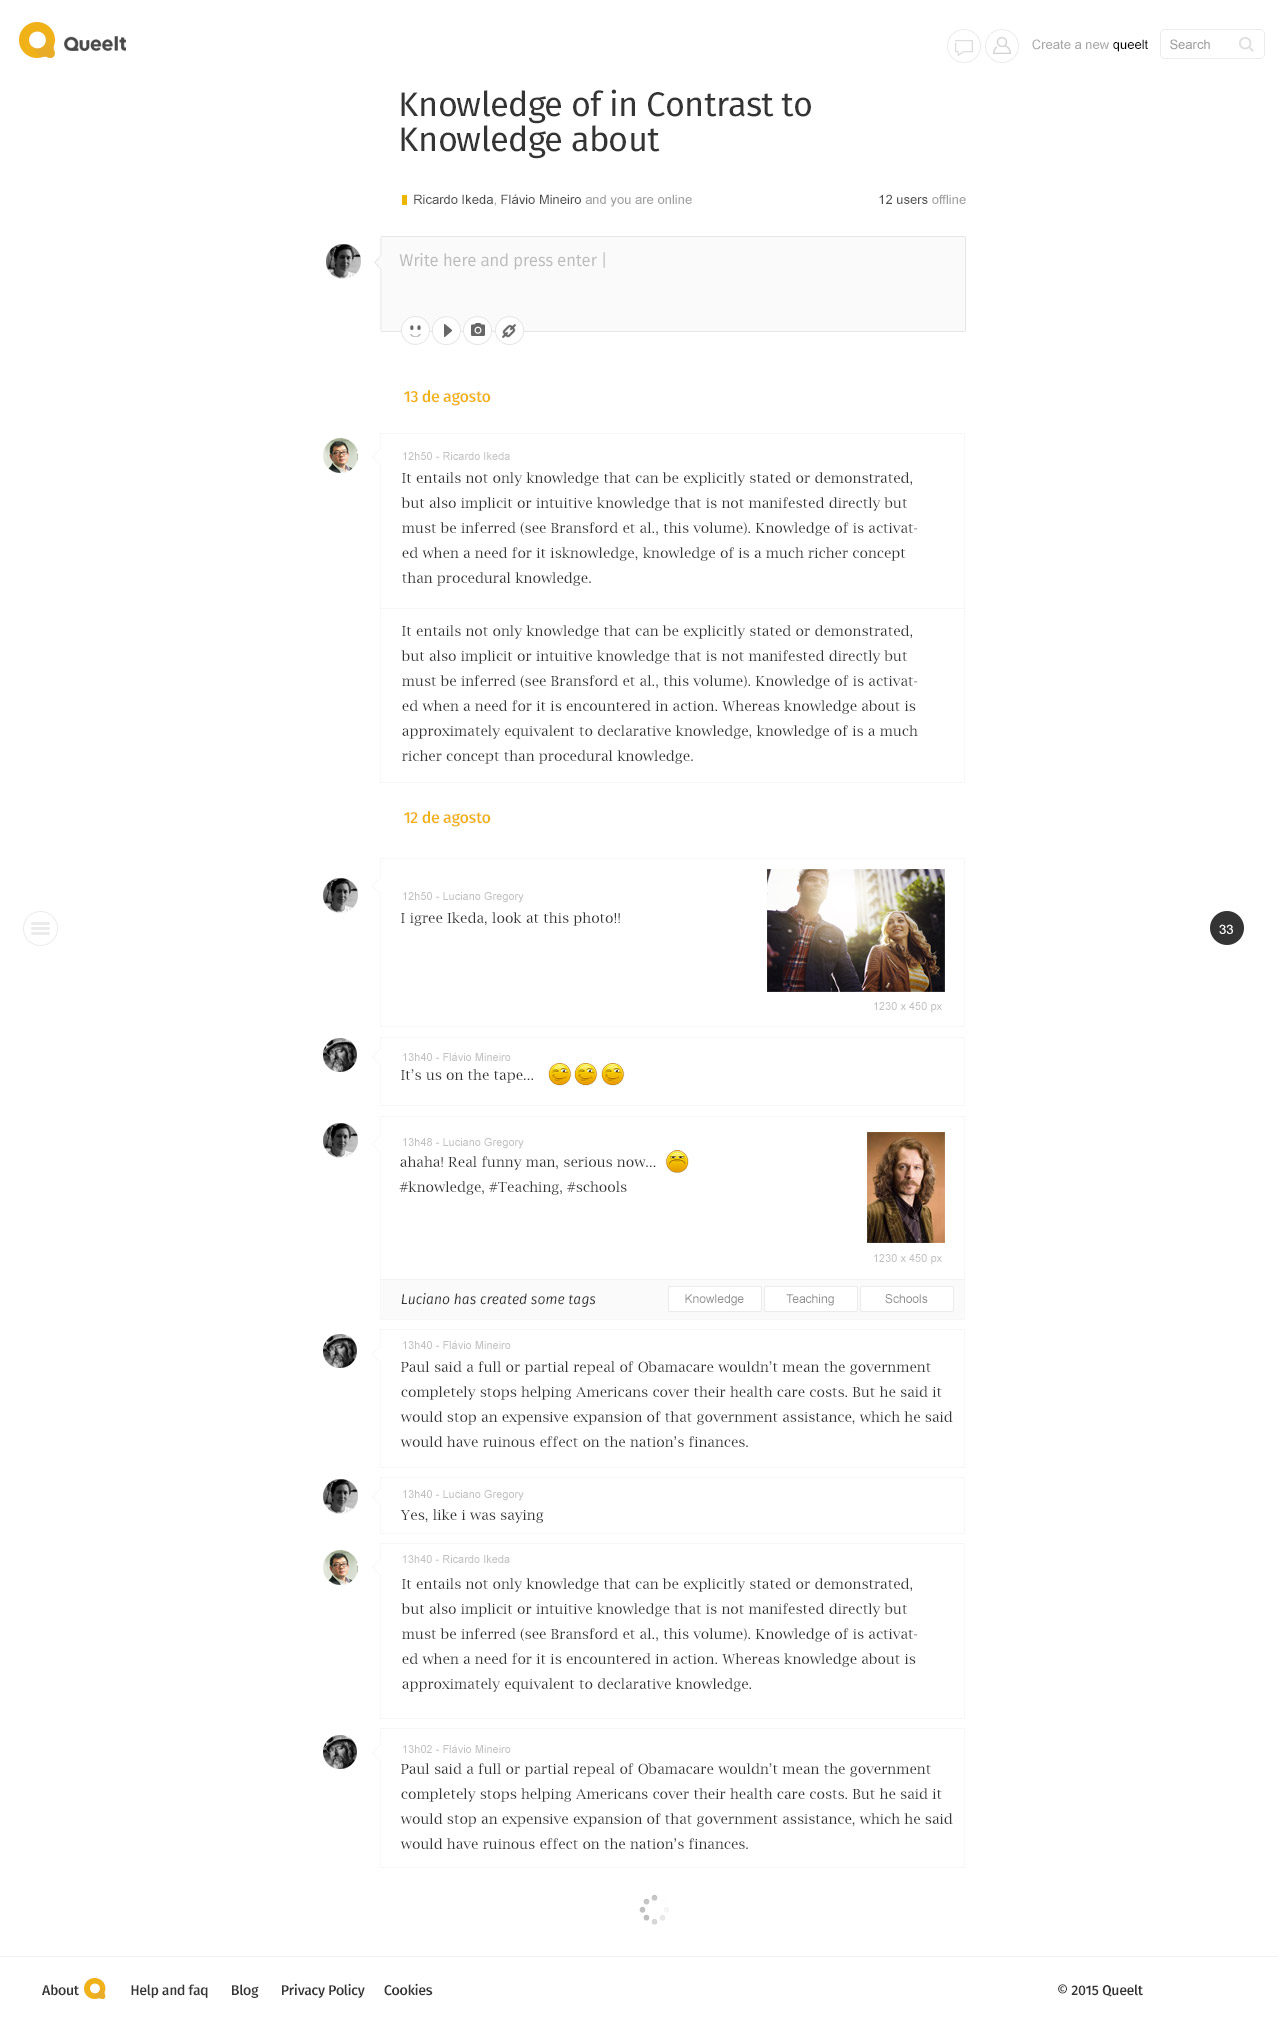 Queelt
Create a new queelt
Search
Knowledge of in Contrast to
Knowledge about
Ricardo Ikeda, Flávio Mineiro and you are online
12 users offline
Write here and press enter |
13 de agosto
12h50 - Ricardo Ikeda
It entails not only knowledge that can be explicitly stated or demonstrated,
but also implicit or intuitive knowledge that is not manifested directly but
must be inferred (see Bransford et al., this volume). Knowledge of is activat-
ed when a need for it isknowledge, knowledge of is a much richer concept
than procedural knowledge.
It entails not only knowledge that can be explicitly stated or demonstrated,
but also implicit or intuitive knowledge that is not manifested directly but
must be inferred (see Bransford et al., this volume). Knowledge of is activat-
ed when a need for it is encountered in action. Whereas knowledge about is
approximately equivalent to declarative knowledge, knowledge of is a much
richer concept than procedural knowledge.
12 de agosto
12h50 - Luciano Gregory
I igree Ikeda, look at this photo!!
33
1230 x 450 px
13h40 - Flávio Mineiro
It's us on the tape...
13h48 - Luciano Gregory
ahaha! Real funny man, serious now...
#knowledge, #Teaching, #schools
1230 x 450 px
Luciano has created some tags
Knowledge
Teaching
Schools
13h40 - Flávio Mineiro
Paul said a full or partial repeal of Obamacare wouldn't mean the government
completely stops helping Americans cover their health care costs. But he said it
would stop an expensive expansion of that government assistance, which he said
would have ruinous effect on the nation's finances.
13h40 - Luciano Gregory
Yes, like i was saying
13h40 - Ricardo Ikeda
It entails not only knowledge that can be explicitly stated or demonstrated,
but also implicit or intuitive knowledge that is not manifested directly but
must be inferred (see Bransford et al., this volume). Knowledge of is activat-
ed when a need for it is encountered in action. Whereas knowledge about is
approximately equivalent to declarative knowledge.
13h02 - Flávio Mineiro
Paul said a full or partial repeal of Obamacare wouldn't mean the government
completely stops helping Americans cover their health care costs. But he said it
would stop an expensive expansion of that government assistance, which he said
would have ruinous effect on the nation's finances.
About
Help and faq
Blog
Privacy Policy
Cookies
© 2015 Queelt